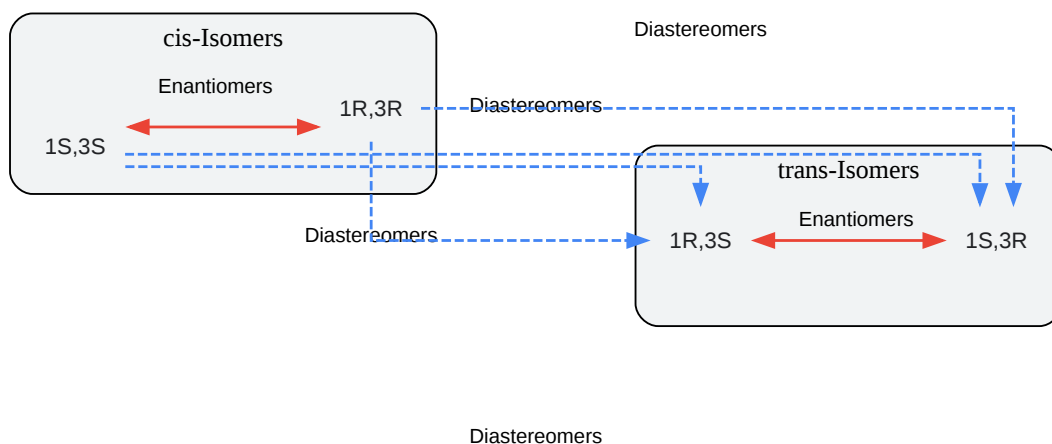 Diastereomers
cis-Isomers
Enantiomers
1R,3R
Diastereomers
1S,3S
trans-Isomers
Enantiomers
Diastereomers
1R,3S
1S,3R
Diastereomers